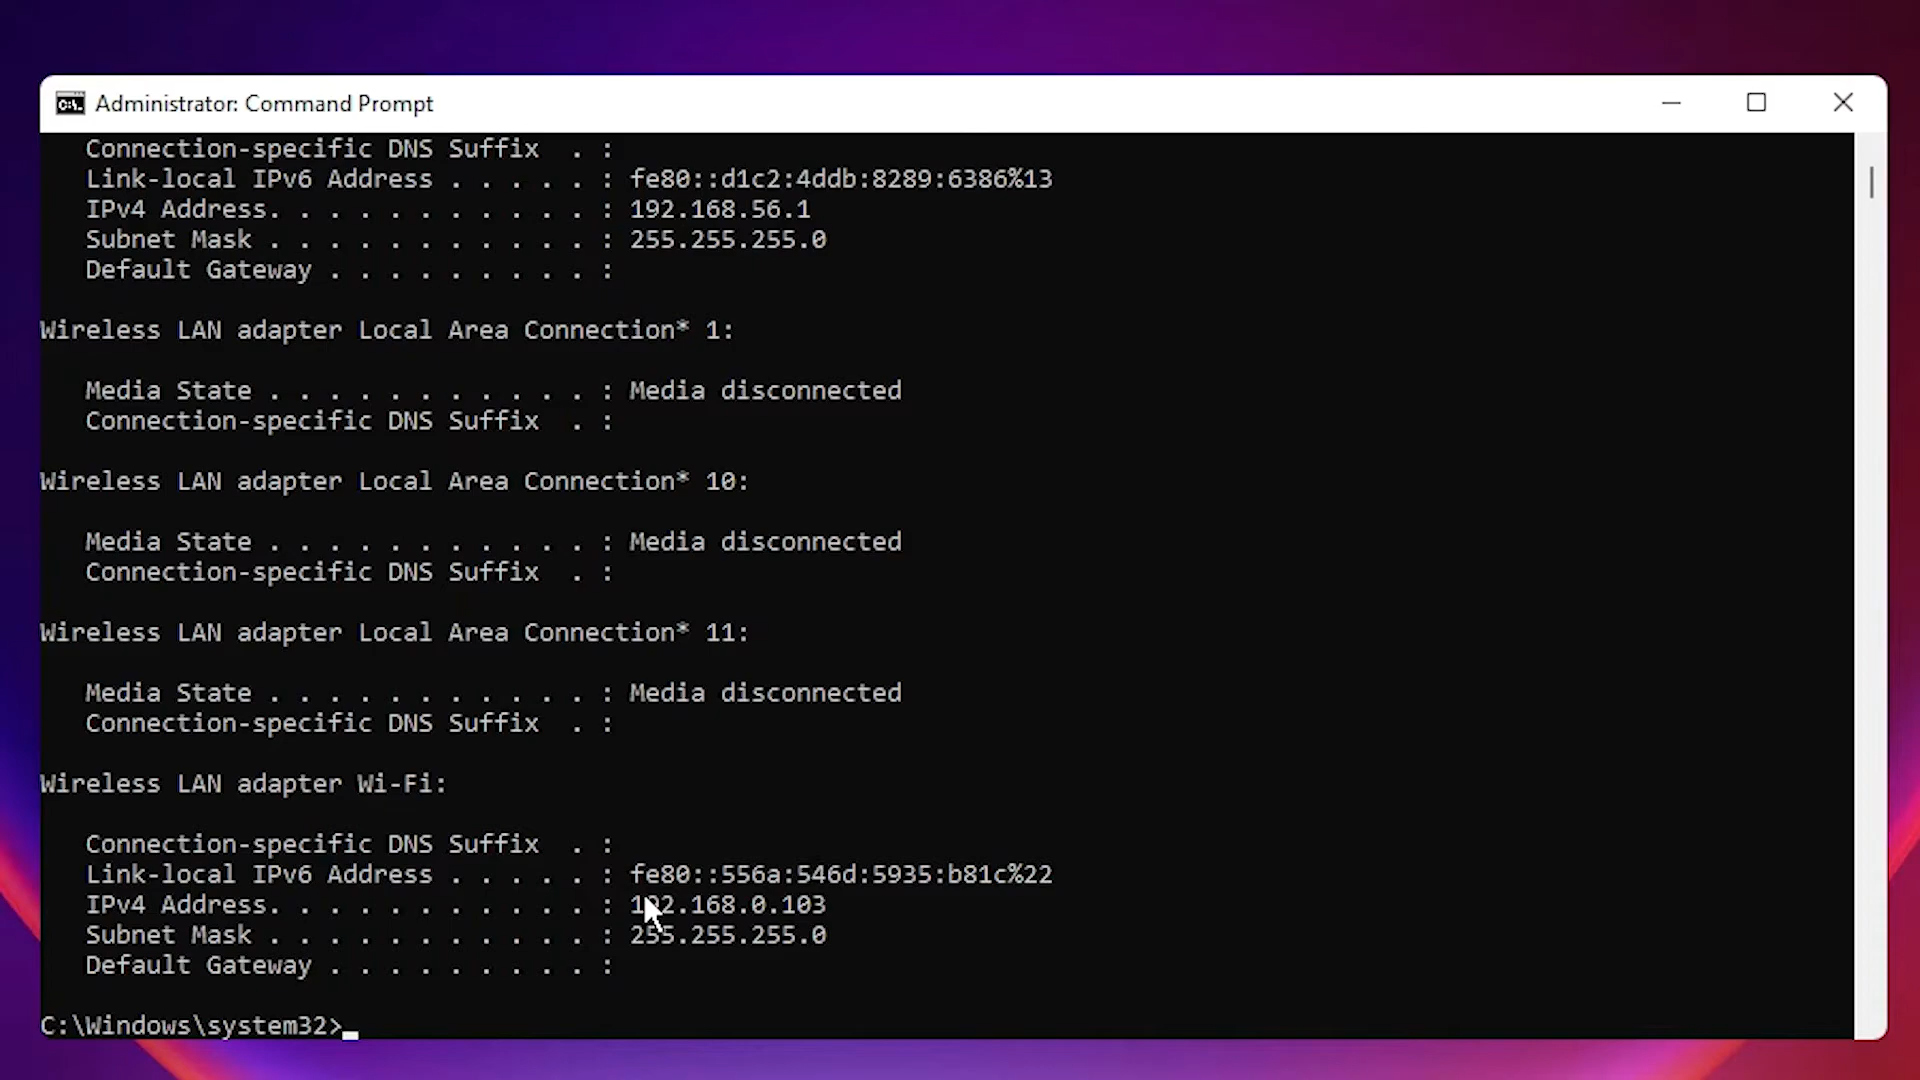 Administrator: Command Prompt
Connection-specific DNS Suffix  . :
Link-local IPv6 Address . . . . . : fe80::d1c2:4ddb:8289:6386%13
IPv4 Address. . . . . . . . . . . : 192.168.56.1
Subnet Mask . . . . . . . . . . . : 255.255.255.0
Default Gateway . . . . . . . . . :
Wireless LAN adapter Local Area Connection* 1:
Media State . . . . . . . . . . . : Media disconnected
Connection-specific DNS Suffix  . :
Wireless LAN adapter Local Area Connection* 10:
Media State . . . . . . . . . . . : Media disconnected
Connection-specific DNS Suffix  . :
Wireless LAN adapter Local Area Connection* 11:
Media State . . . . . . . . . . . : Media disconnected
Connection-specific DNS Suffix  . :
Wireless LAN adapter Wi-Fi:
Connection-specific DNS Suffix  . :
Link-local IPv6 Address . . . . . : fe80::556a:546d:5935:b81c%22
IPv4 Address. . . . . . . . . . . : 192.168.0.103
Subnet Mask . . . . . . . . . . . : 255.255.255.0
Default Gateway . . . . . . . . . :
C:\Windows\system32>